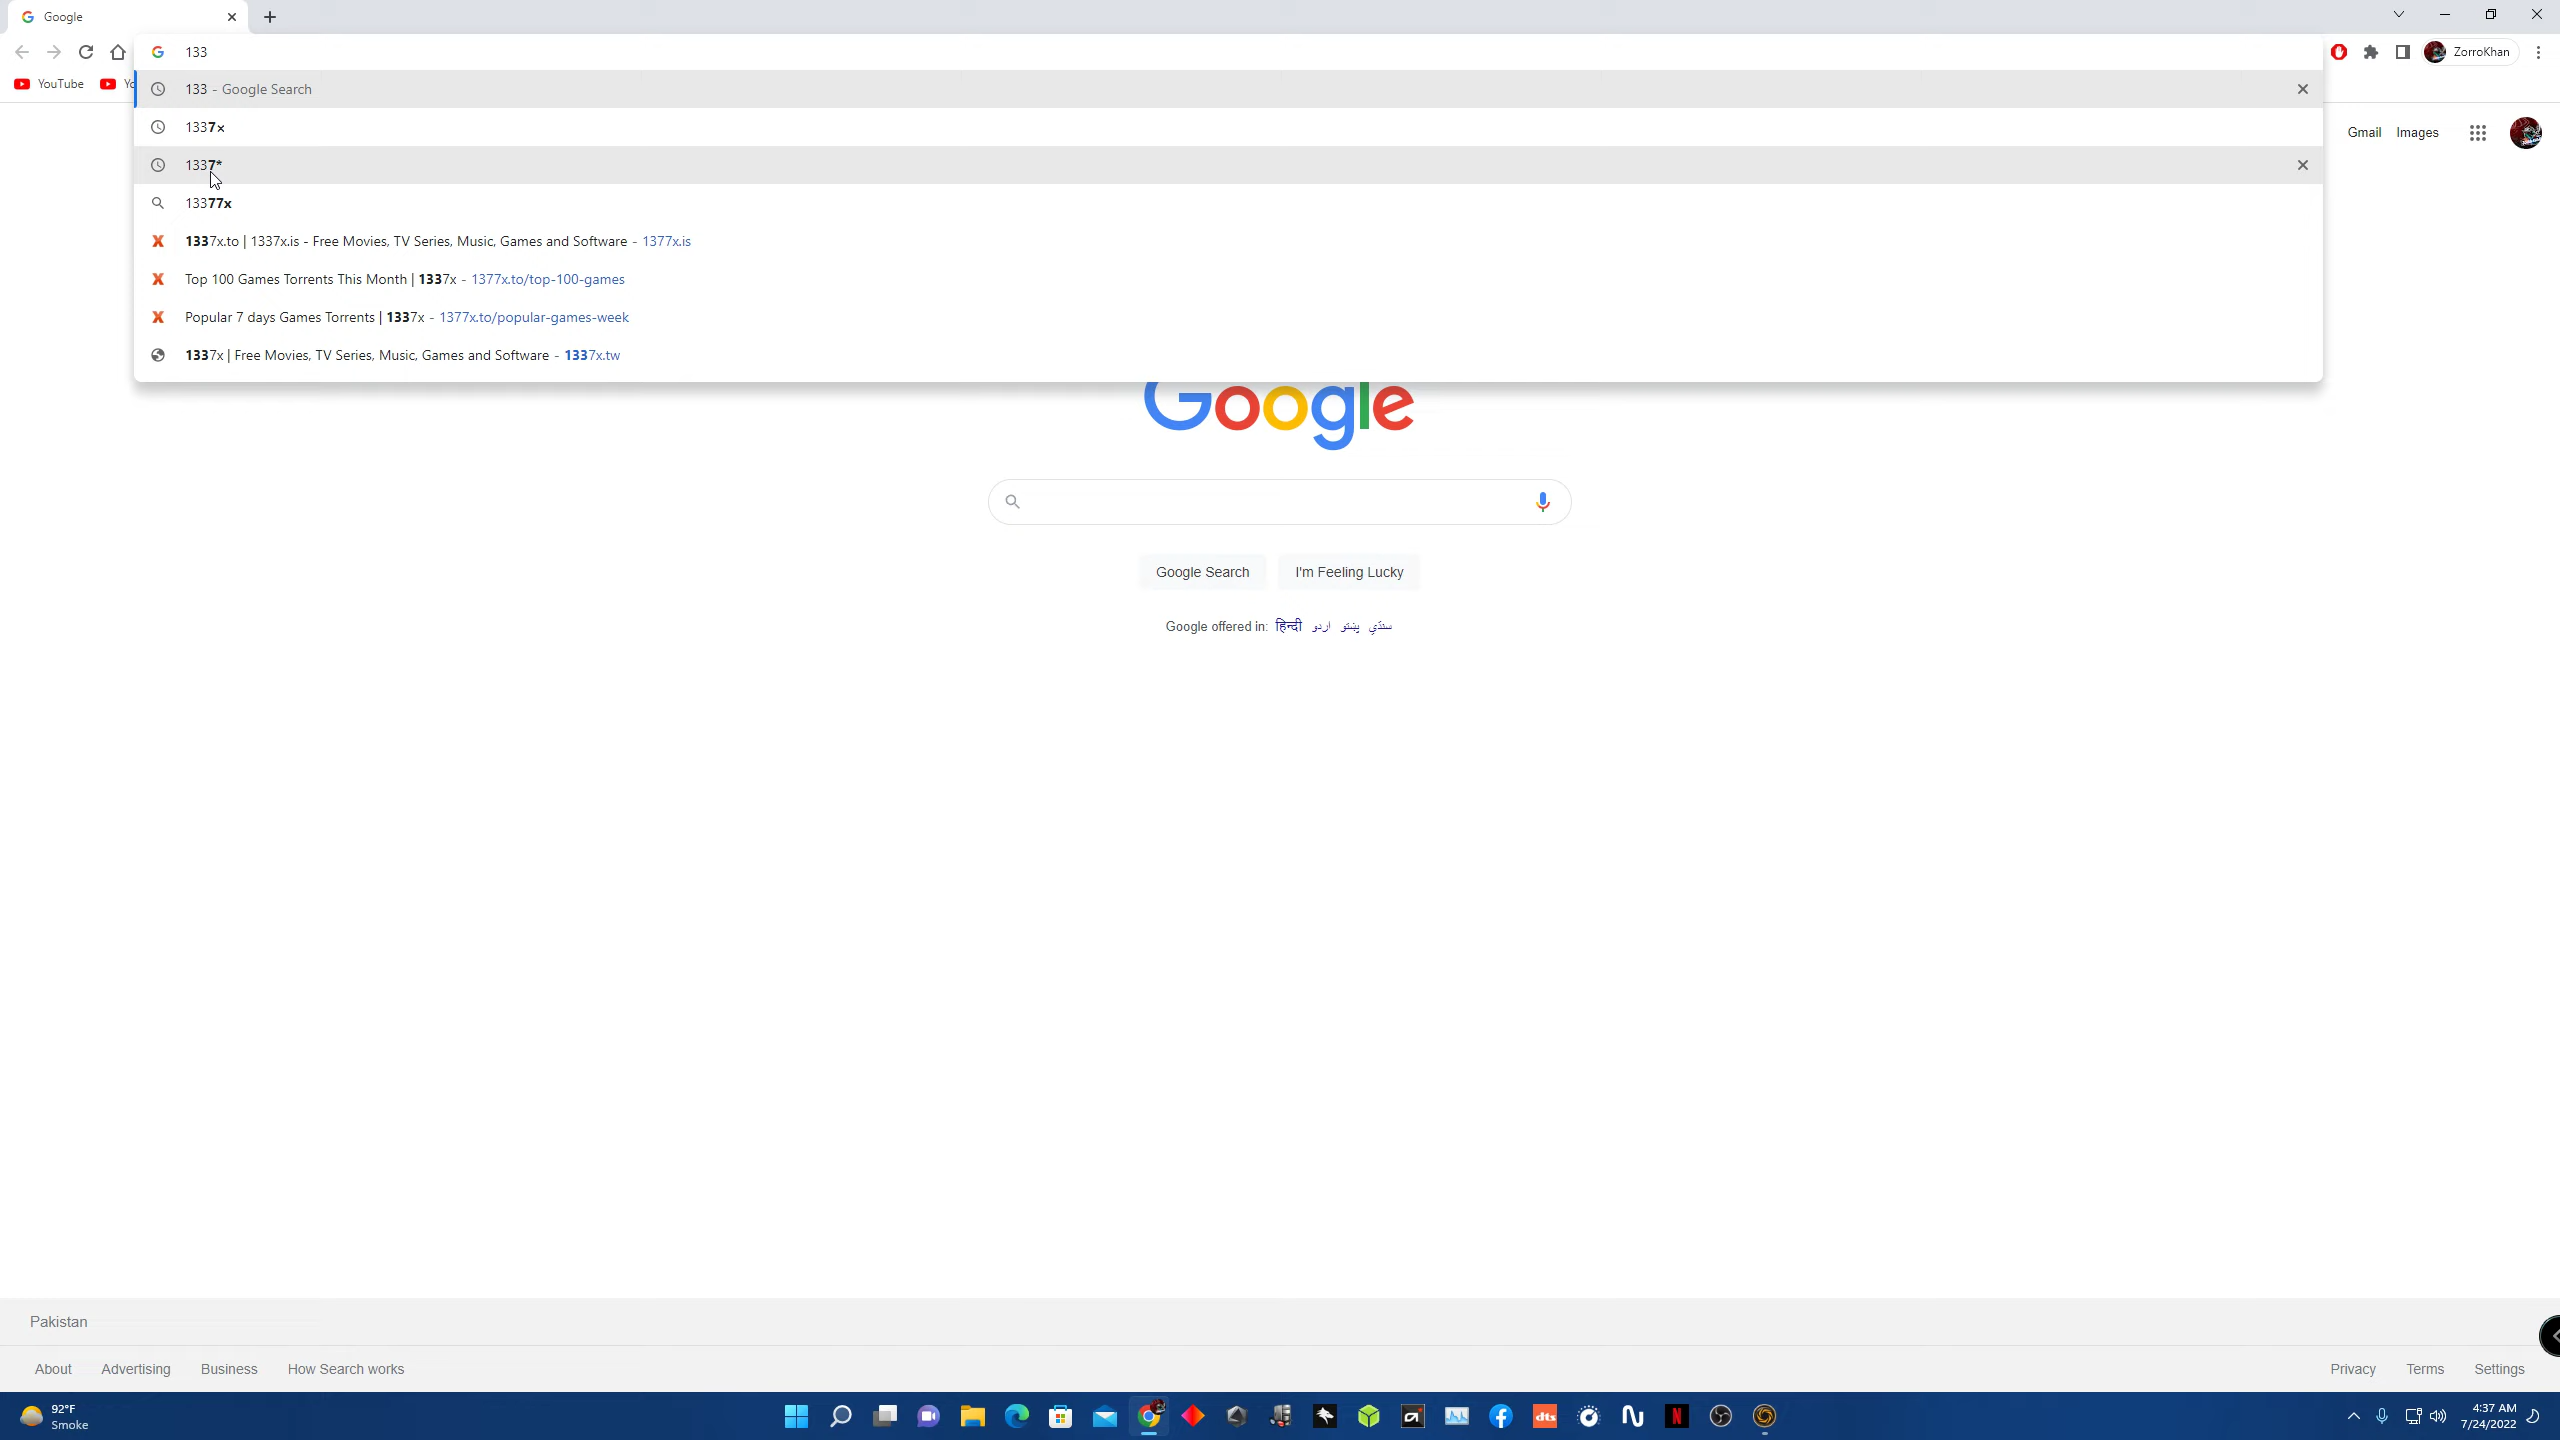 Google
133
ZorroKhan
YouTube
133 - Google Search
1337x
1337*
13377x
1337x.to | 1337x.is - Free Movies, TV Series, Music, Games and Software - 1377x.is
Top 100 Games Torrents This Month | 1337x - 1377x.to/top-100-games
Popular 7 days Games Torrents | 1337x - 1377x.to/popular-games-week
1337x | Free Movies, TV Series, Music, Games and Software - 1337x.tw
Gmail Images
Google
Google Search I'm Feeling Lucky
Google offered in: हिन्दी اردو پښتو سنڌي
Pakistan
About Advertising Business How Search works Privacy Terms Settings
92°F
Smoke
dts
N
4:37 AM
7/24/2022